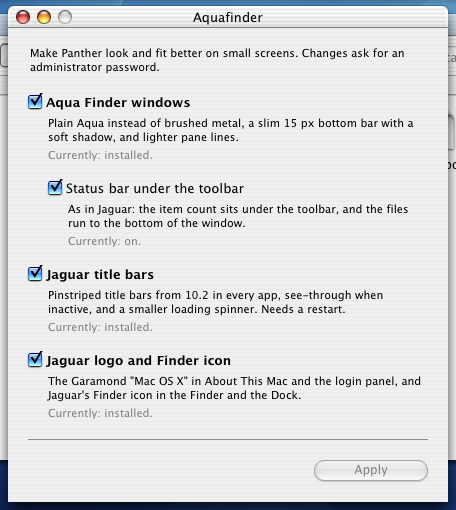 Aquafinder
Make Panther look and fit better on small screens. Changes ask for an
administrator password.
Aqua Finder windows
Plain Aqua instead of brushed metal, a slim 15 px bottom bar with a
soft shadow, and lighter pane lines.
Currently: installed.
Status bar under the toolbar
As in Jaguar: the item count sits under the toolbar, and the files
run to the bottom of the window.
Currently: on.
Jaguar title bars
Pinstriped title bars from 10.2 in every app, see-through when
inactive, and a smaller loading spinner. Needs a restart.
Currently: installed.
Jaguar logo and Finder icon
The Garamond "Mac OS X" in About This Mac and the login panel, and
Jaguar's Finder icon in the Finder and the Dock.
Currently: installed.
Apply